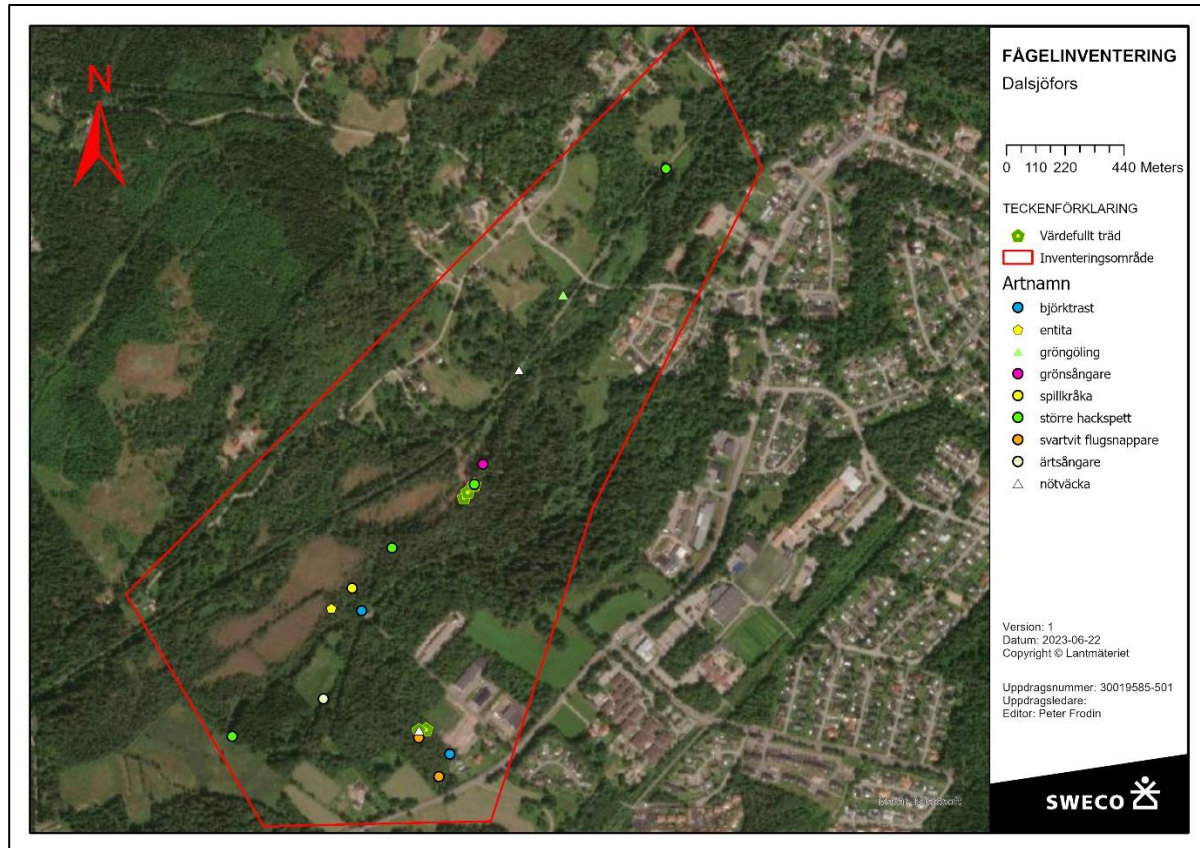 N
FÅGELINVENTERING
Dalsjöfors
0 110 220 440 Meters
TECKENFÖRKLARING
Värdefullt träd
Inventeringsområde
Artnamn
björktrast
entita
gröngöling
grönsångare
spillkråka
större hackspett
svartvit flugsnappare
ärtsångare
nötväcka
Version: 1
Datum: 2023-06-22
Copyright © Lantmäteriet
Uppdragsnummer: 30019585-501
Uppdragsledare:
Editor: Peter Frodin
Microsoft
SWECO